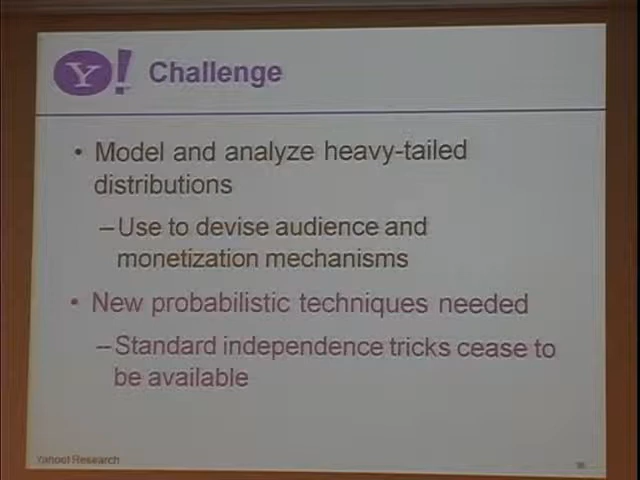 Y! Challenge
• Model and analyze heavy-tailed
distributions
–Use to devise audience and
monetization mechanisms
• New probabilistic techniques needed
–Standard independence tricks cease to
be available
Yahoo! Research